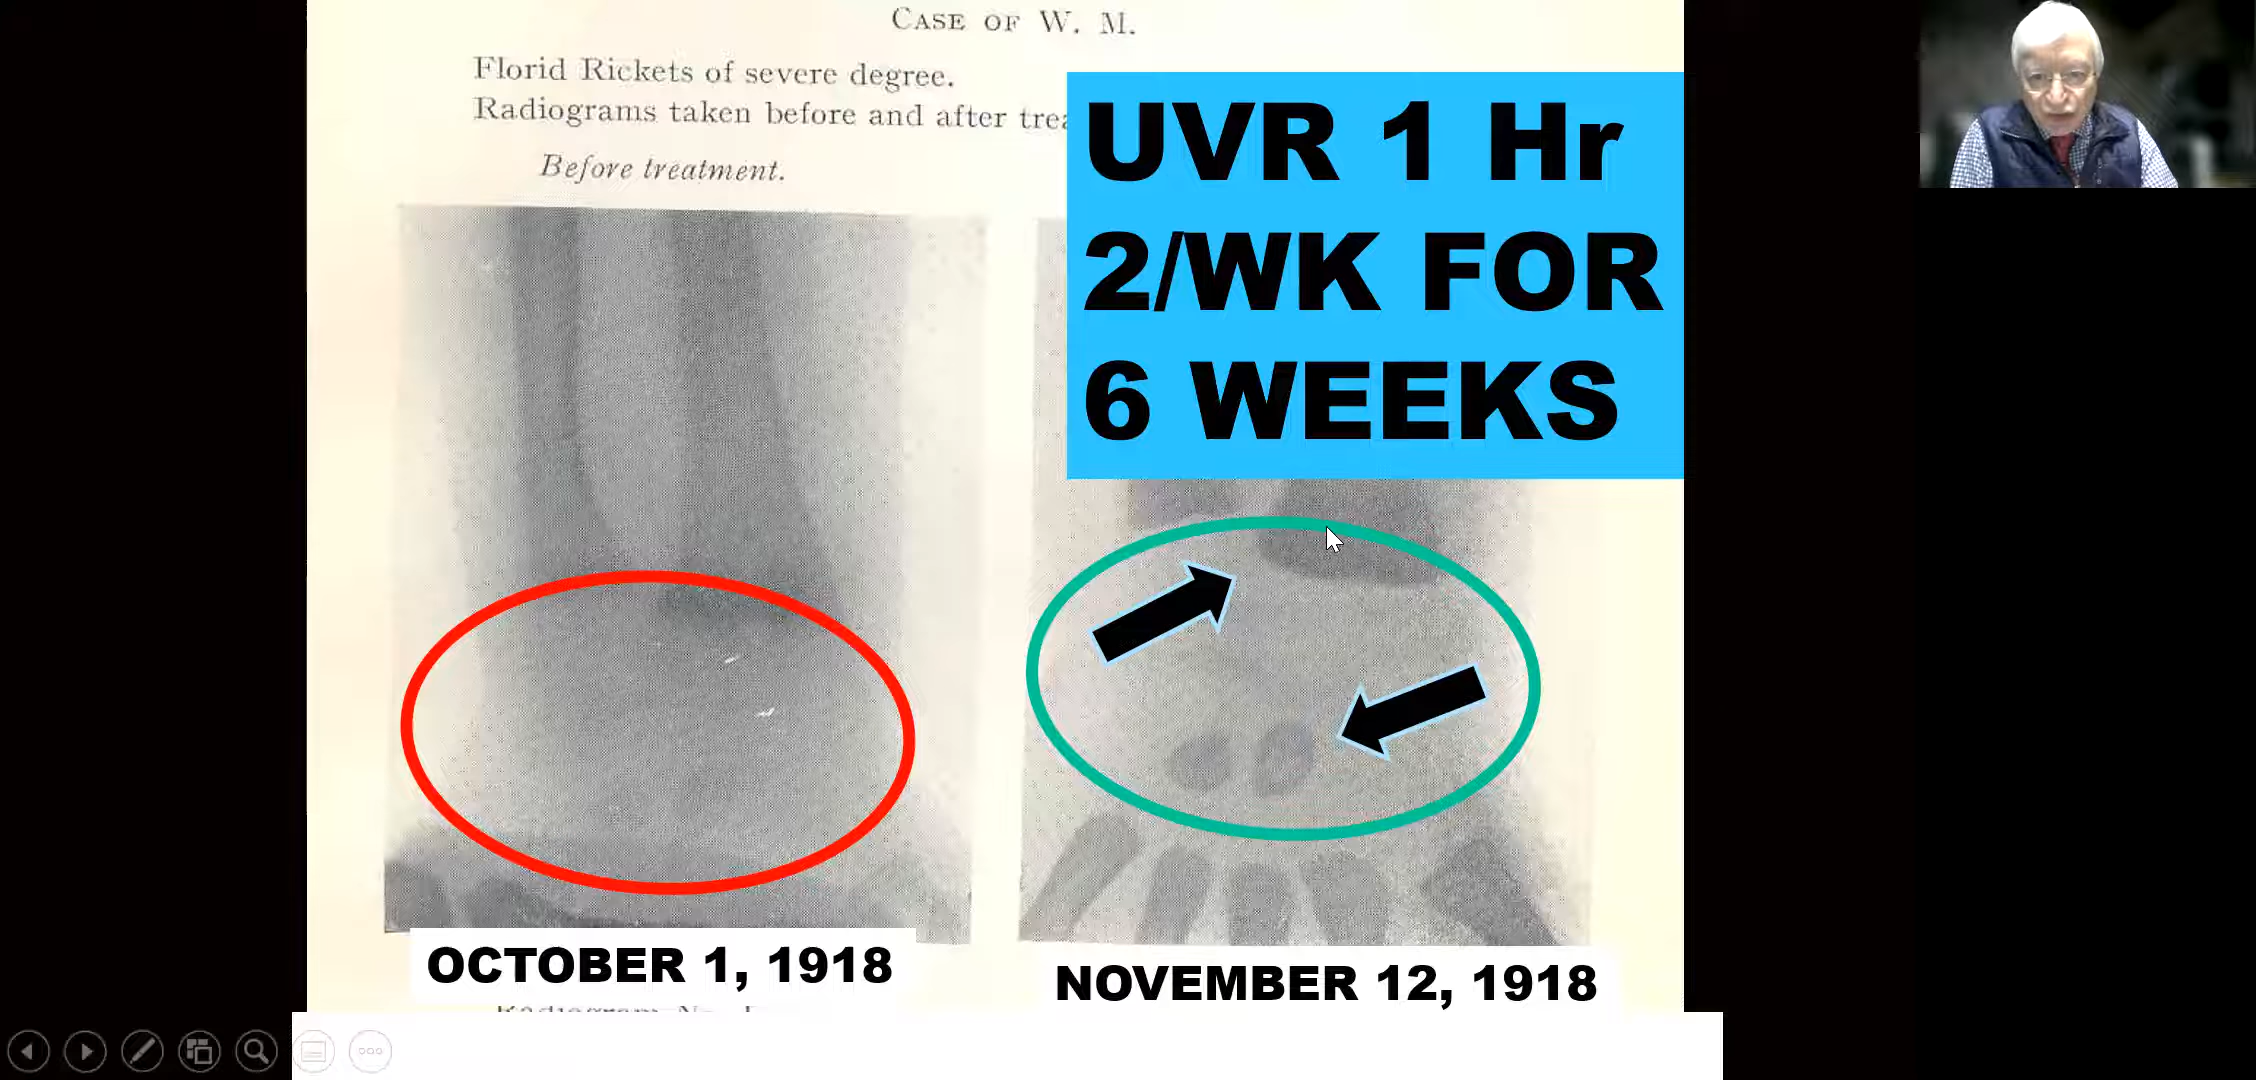 CASE OF W. M.
Florid Rickets of severe degree.
Radiograms taken before and after
Before treatment.
UVR 1 Hr
2/WK FOR
6 WEEKS
OCTOBER 1, 1918
NOVEMBER 12, 1918